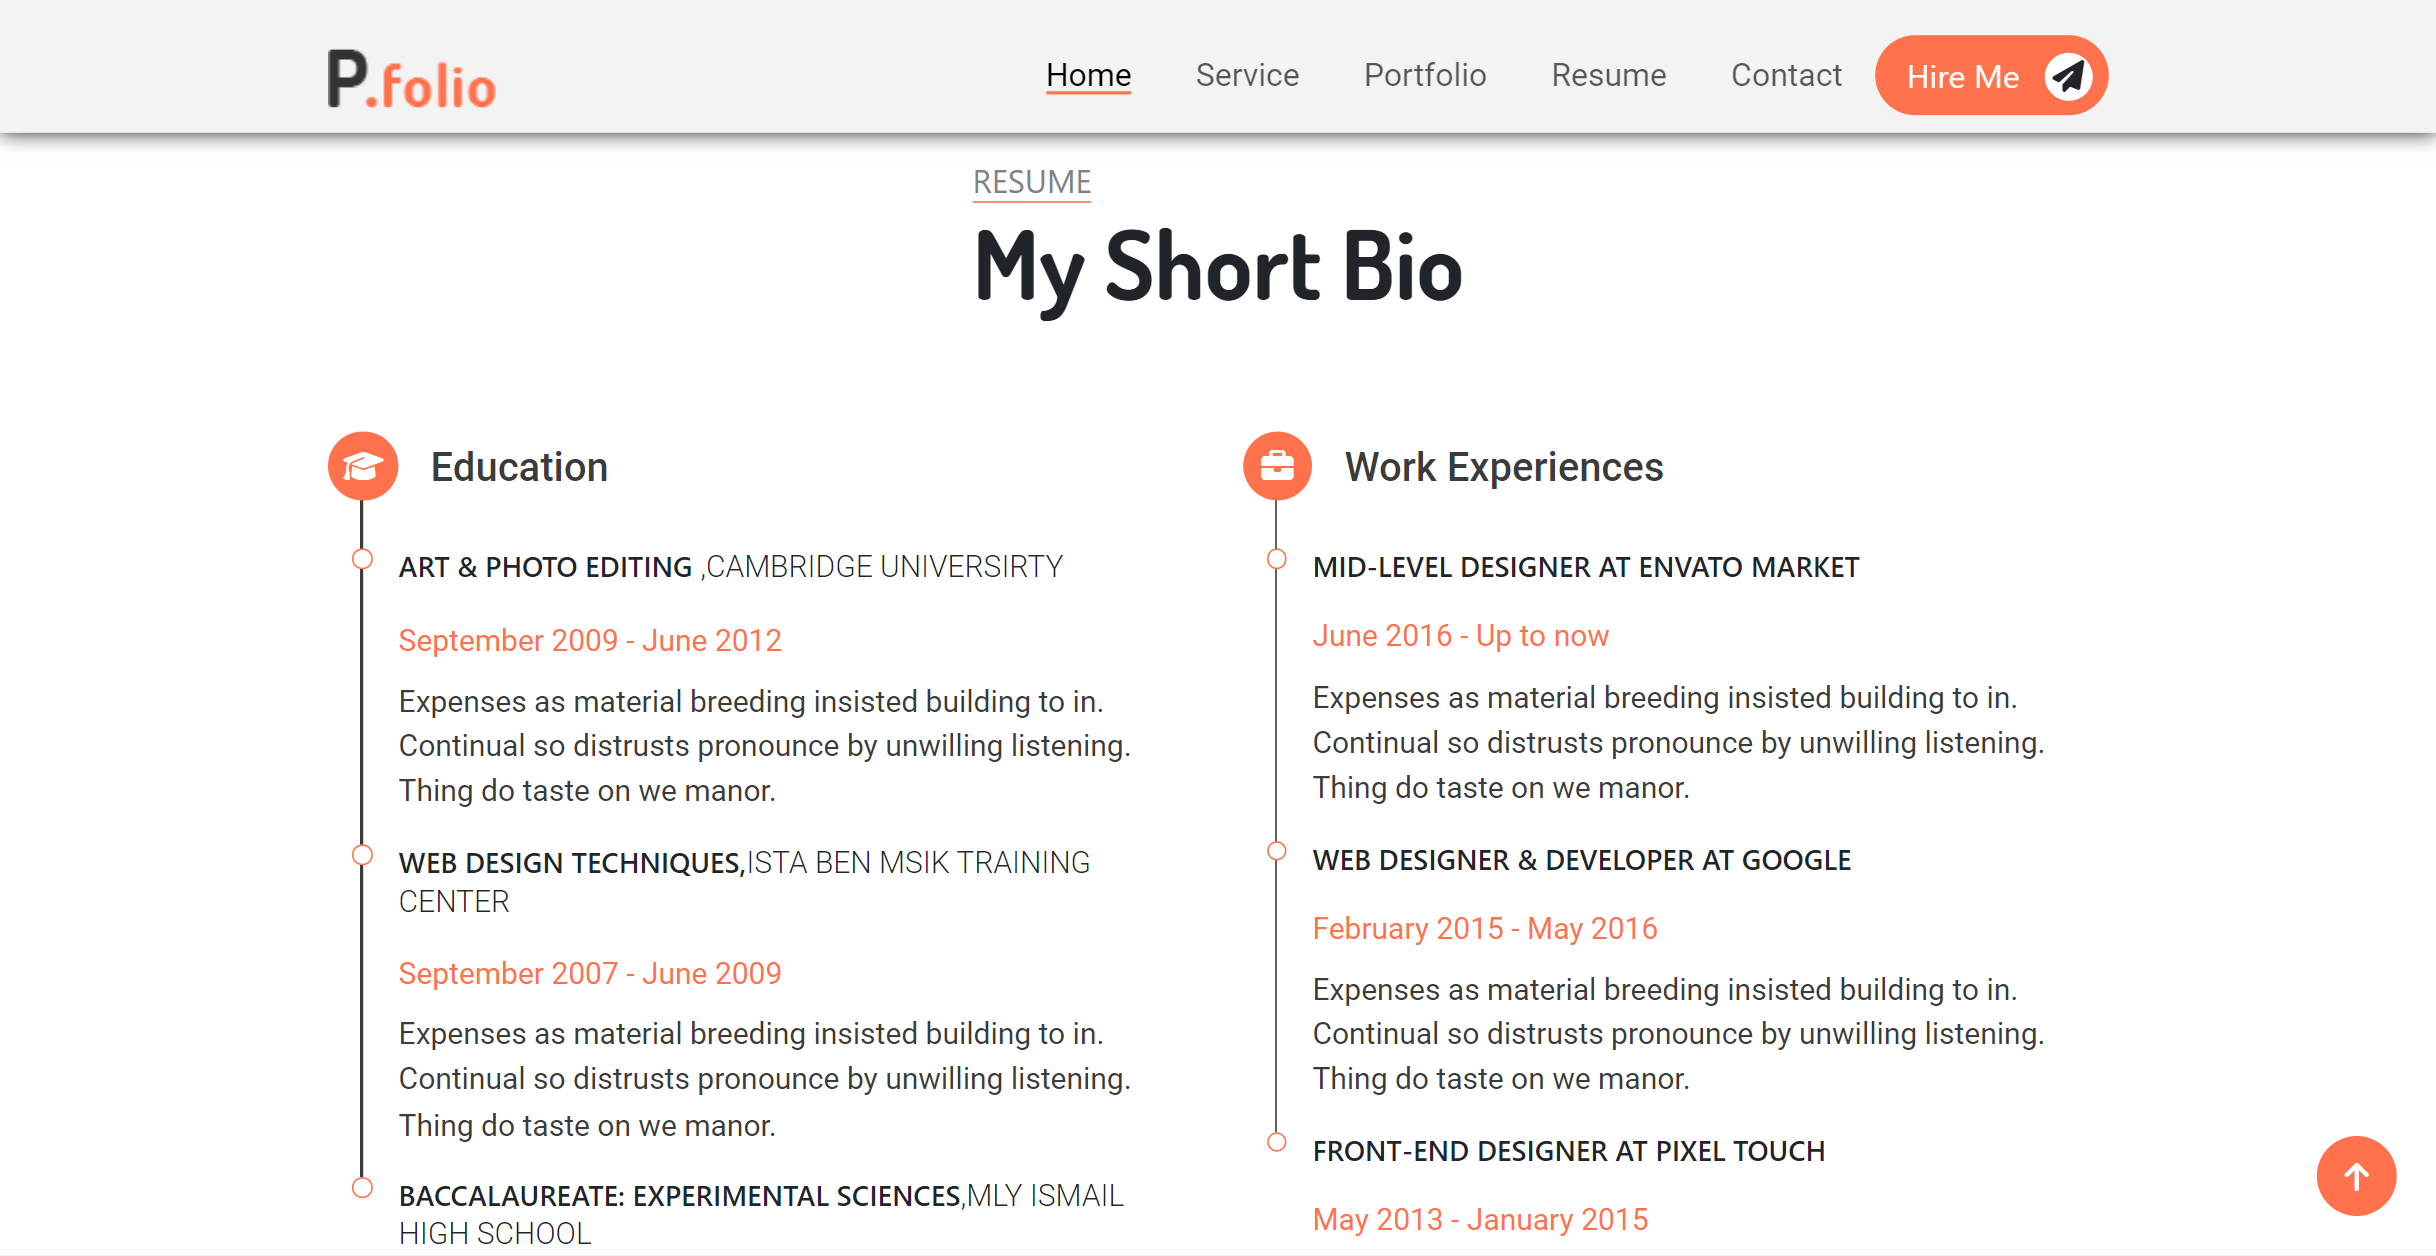 P.folio
Home Service Portfolio Resume Contact Hire Me
RESUME
My Short Bio
Education
ART & PHOTO EDITING ,CAMBRIDGE UNIVERSIRTY
September 2009 - June 2012
Expenses as material breeding insisted building to in.
Continual so distrusts pronounce by unwilling listening.
Thing do taste on we manor.
WEB DESIGN TECHNIQUES,ISTA BEN MSIK TRAINING
CENTER
September 2007 - June 2009
Expenses as material breeding insisted building to in.
Continual so distrusts pronounce by unwilling listening.
Thing do taste on we manor.
BACCALAUREATE: EXPERIMENTAL SCIENCES,MLY ISMAIL
HIGH SCHOOL
Work Experiences
MID-LEVEL DESIGNER AT ENVATO MARKET
June 2016 - Up to now
Expenses as material breeding insisted building to in.
Continual so distrusts pronounce by unwilling listening.
Thing do taste on we manor.
WEB DESIGNER & DEVELOPER AT GOOGLE
February 2015 - May 2016
Expenses as material breeding insisted building to in.
Continual so distrusts pronounce by unwilling listening.
Thing do taste on we manor.
FRONT-END DESIGNER AT PIXEL TOUCH
May 2013 - January 2015